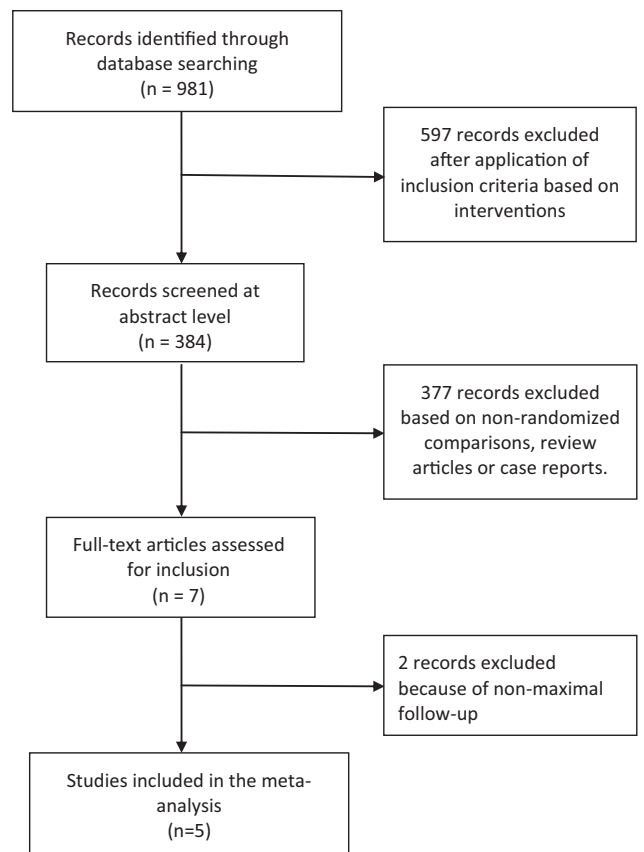 Records identified through
database searching
(n = 981)
597 records excluded
after application of
inclusion criteria based on
interventions
Records screened at
abstract level
(n = 384)
377 records excluded
based on non-randomized
comparisons, review
articles or case reports.
Full-text articles assessed
for inclusion
(n = 7)
2 records excluded
because of non-maximal
follow-up
Studies included in the meta-
analysis
(n=5)